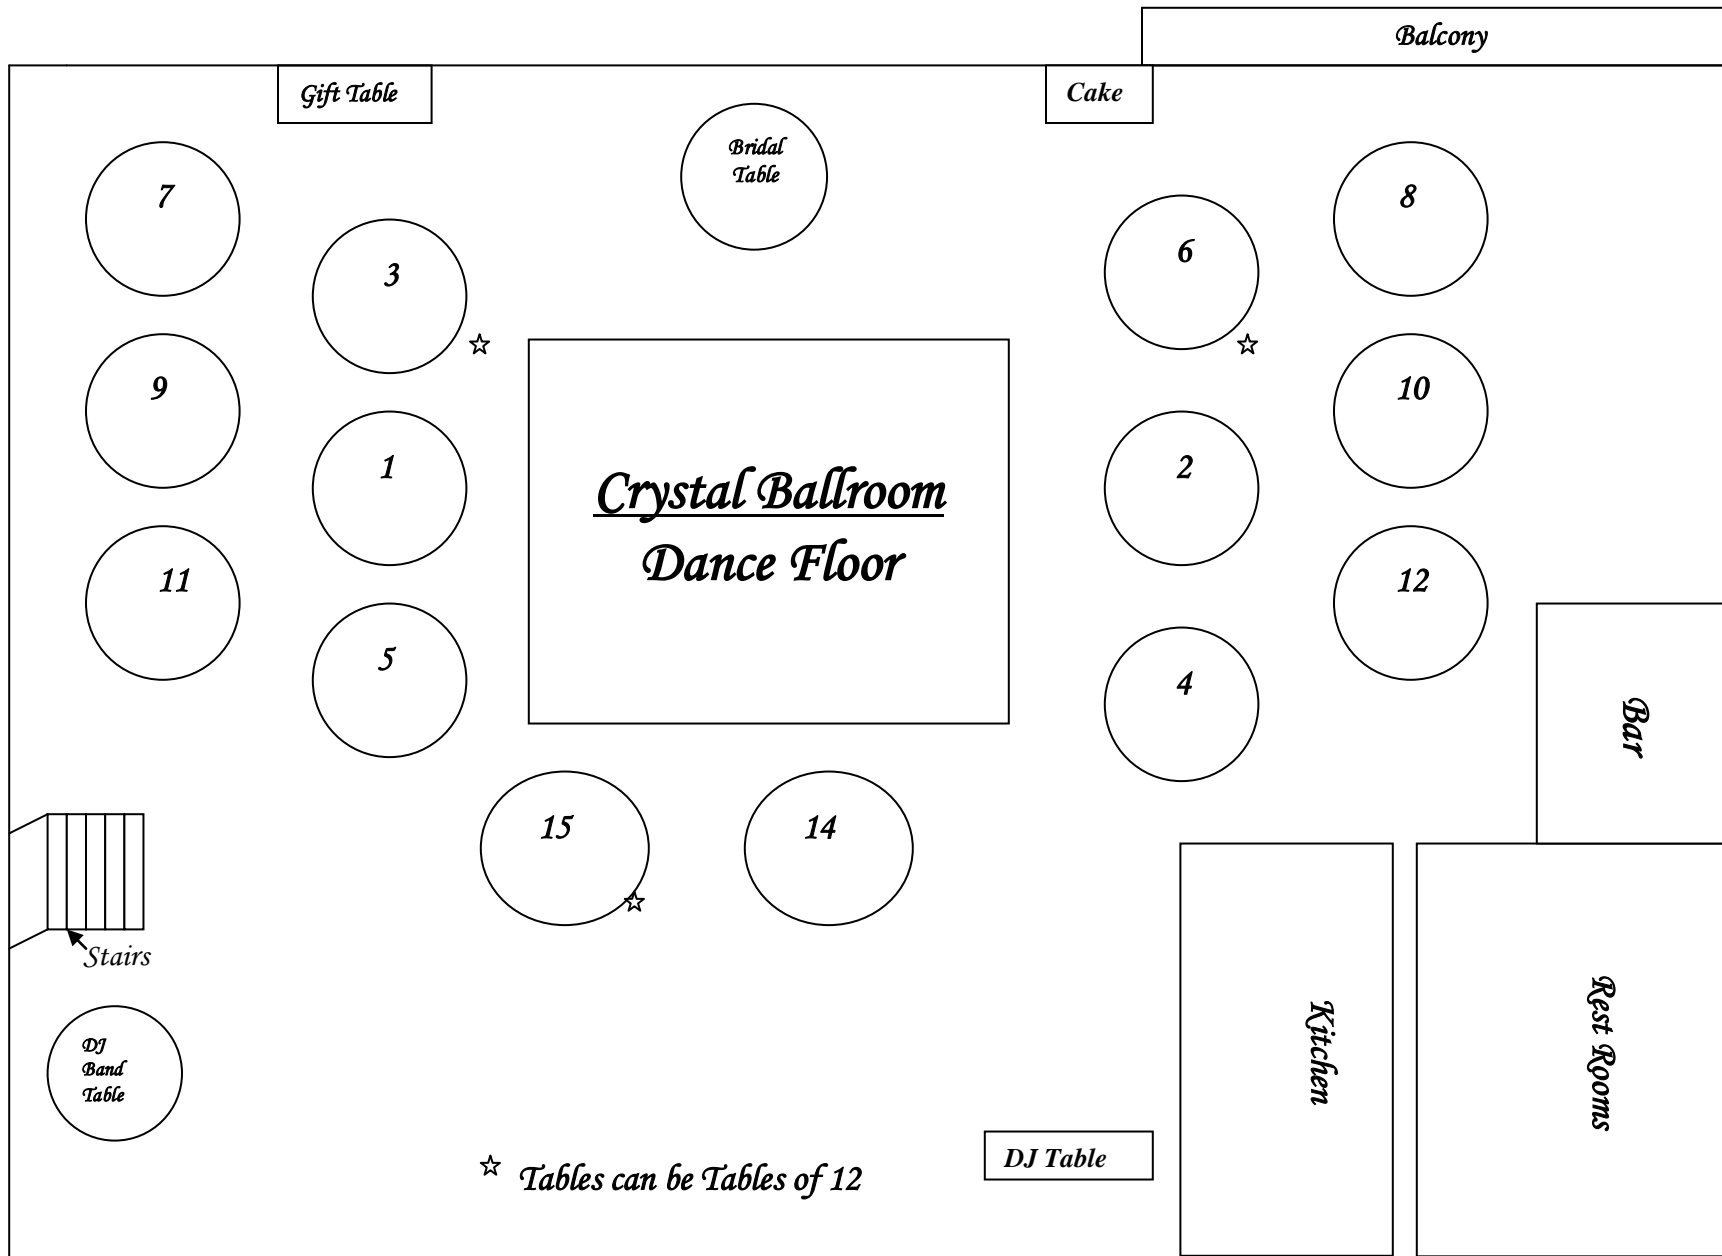 Balcony
Gift Table
Cake
Bridal
Table
7
8
3
6
9
10
1
2
Crystal Ballroom
Dance Floor
11
12
5
4
Bar
15
14
Stairs
DJ
Band
Table
Kitchen
Rest Rooms
DJ Table
☆ Tables can be Tables of 12